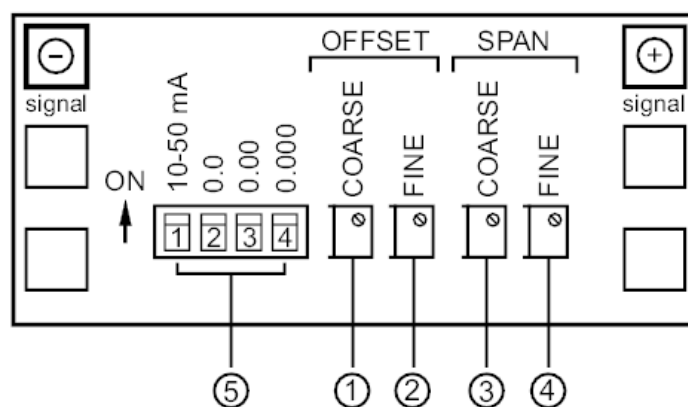 OFFSET SPAN
− +
signal signal
10-50 mA
0.0
0.00
0.000
COARSE
FINE
COARSE
FINE
ON
1 2 3 4
5 1 2 3 4